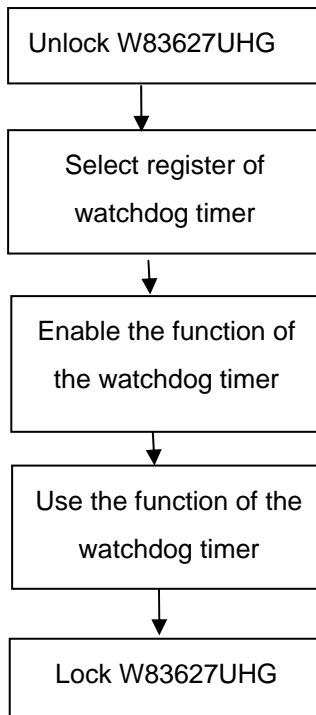 Unlock W83627UHG
Select register of
watchdog timer
Enable the function of
the watchdog timer
Use the function of the
watchdog timer
Lock W83627UHG